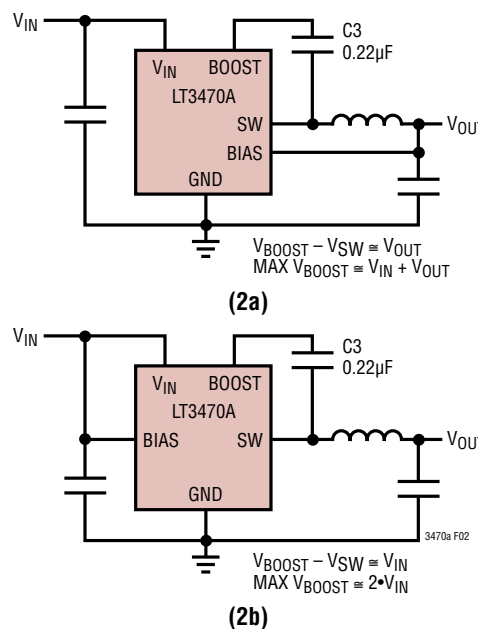 VIN
C3
0.22µF
VIN BOOST
LT3470A
SW
VOUT
BIAS
GND
VBOOST – VSW ≅ VOUT
MAX VBOOST ≅ VIN + VOUT
(2a)
VIN
C3
0.22µF
VIN BOOST
LT3470A
BIAS SW
VOUT
GND
3470a F02
VBOOST – VSW ≅ VIN
MAX VBOOST ≅ 2•VIN
(2b)